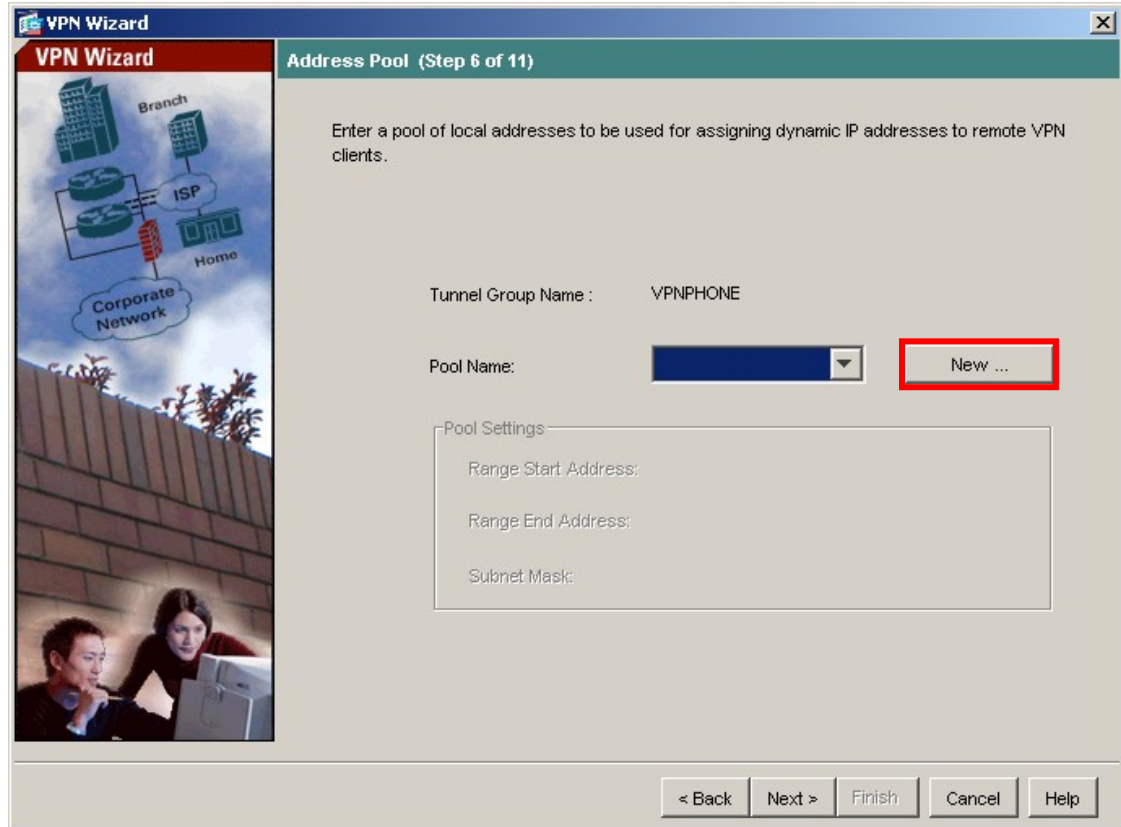 VPN Wizard
VPN Wizard
Address Pool (Step 6 of 11)
Branch
ISP
Home
Corporate
Network
Enter a pool of local addresses to be used for assigning dynamic IP addresses to remote VPN
clients.
Tunnel Group Name : VPNPHONE
Pool Name: New ...
Pool Settings
Range Start Address:
Range End Address:
Subnet Mask:
< Back Next > Finish Cancel Help